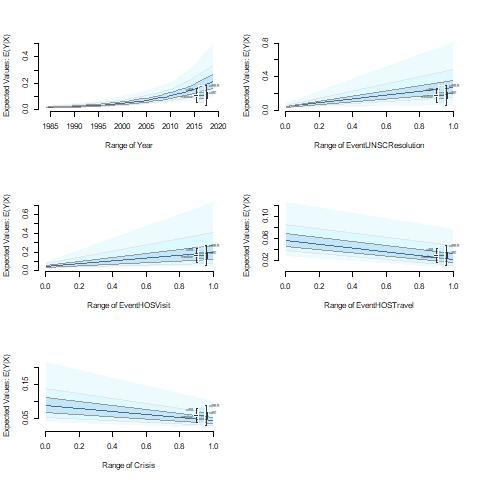 Expected Values: E(Y|X)
0.4
0.2
0.0
1985 1990 1995 2000 2005 2010 2015 2020
Range of Year
Expected Values: E(Y|X)
0.8
0.4
0.0
0.0 0.2 0.4 0.6 0.8 1.0
Range of EventUNSCResolution
Expected Values: E(Y|X)
0.6
0.4
0.2
0.0
0.0 0.2 0.4 0.6 0.8 1.0
Range of EventHOSVisit
Expected Values: E(Y|X)
0.10
0.06
0.02
0.0 0.2 0.4 0.6 0.8 1.0
Range of EventHOSTravel
Expected Values: E(Y|X)
0.15
0.05
0.0 0.2 0.4 0.6 0.8 1.0
Range of Crisis